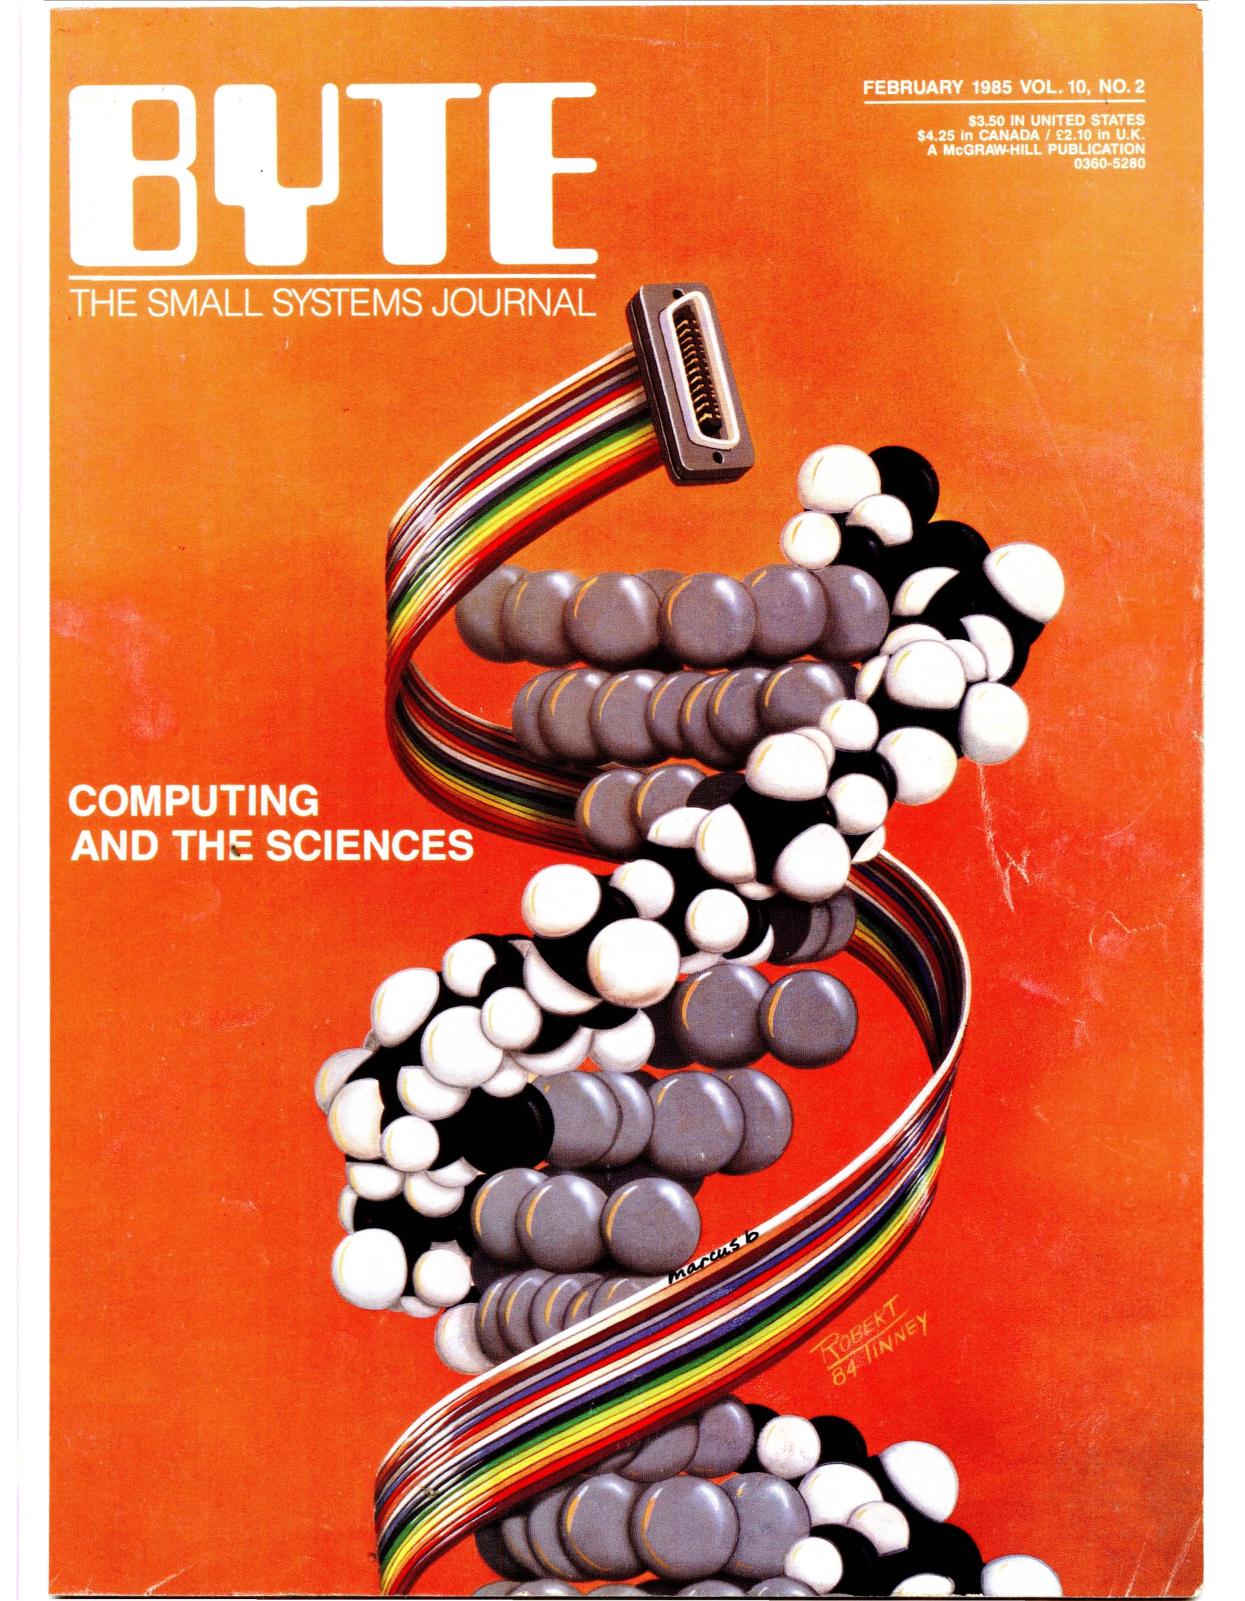 BYTE
THE SMALL SYSTEMS JOURNAL
FEBRUARY 1985 VOL. 10, NO. 2
$3.50 IN UNITED STATES
$4.25 in CANADA / £2.10 in U.K.
A McGRAW-HILL PUBLICATION
0360-5280
COMPUTING
AND THE SCIENCES
marcus b
ROBERT
84 TINNEY